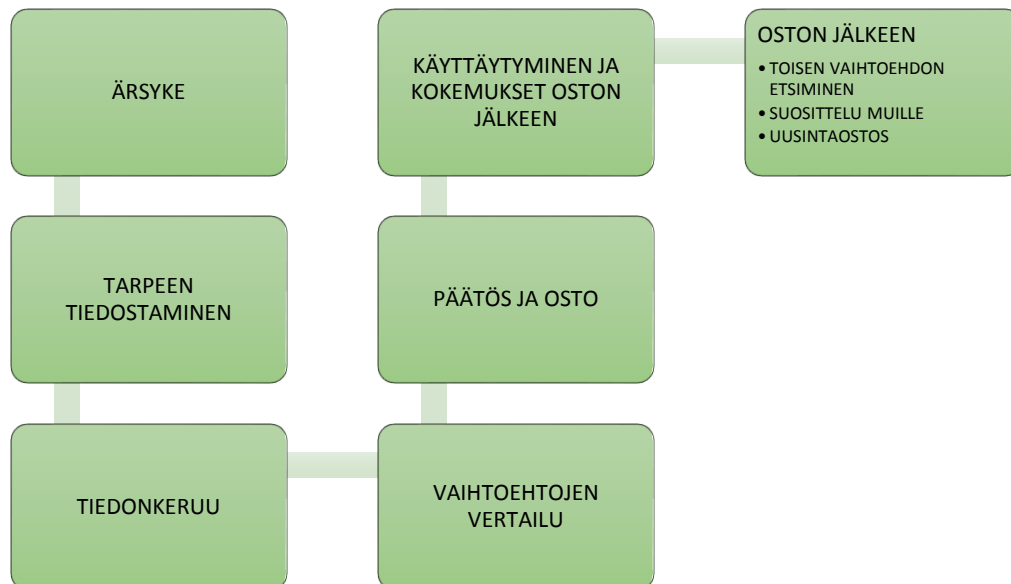 ÄRSYKE
TARPEEN
TIEDOSTAMINEN
TIEDONKERUU
VAIHTOEHTOJEN
VERTAILU
PÄÄTÖS JA OSTO
KÄYTTÄYTYMINEN JA
KOKEMUKSET OSTON
JÄLKEEN
OSTON JÄLKEEN
• TOISEN VAIHTOEHDON
ETSIMINEN
• SUOSITTELU MUILLE
• UUSINTAOSTOS